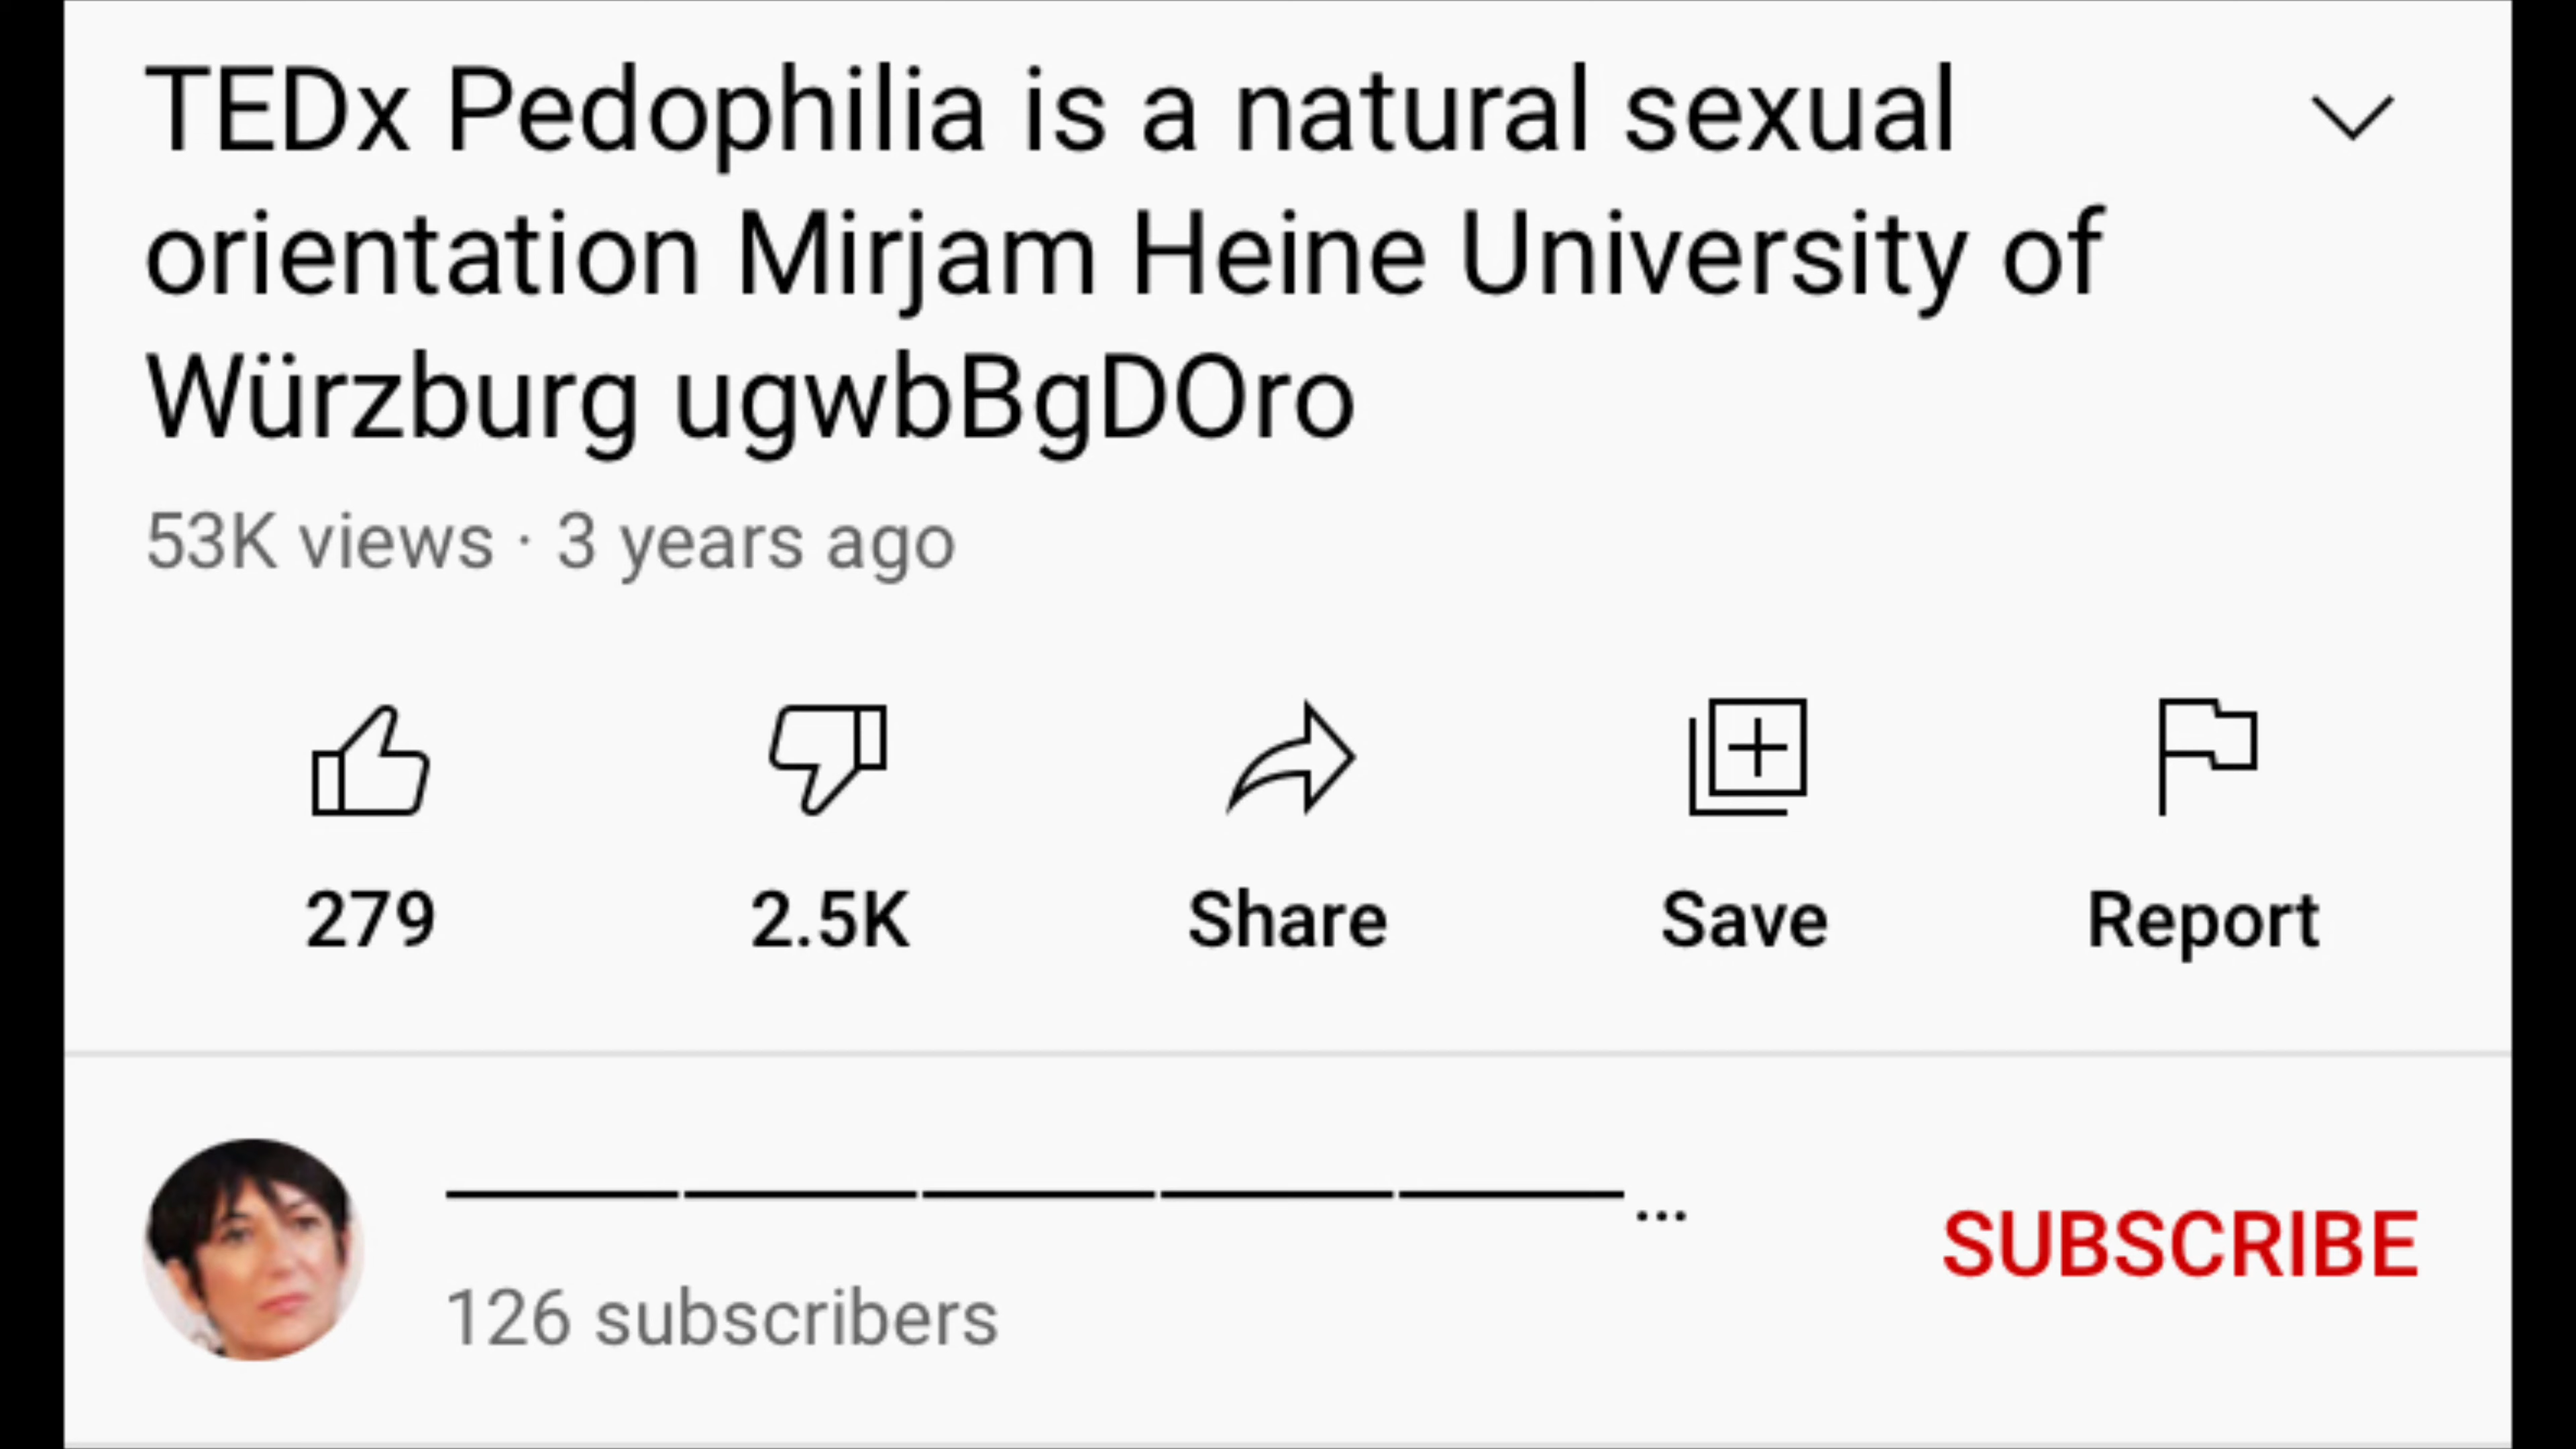 TEDx Pedophilia is a natural sexual
orientation Mirjam Heine University of
Würzburg ugwbBgDOro
53K views · 3 years ago
279
2.5K
Share
Save
Report
—————...
SUBSCRIBE
126 subscribers